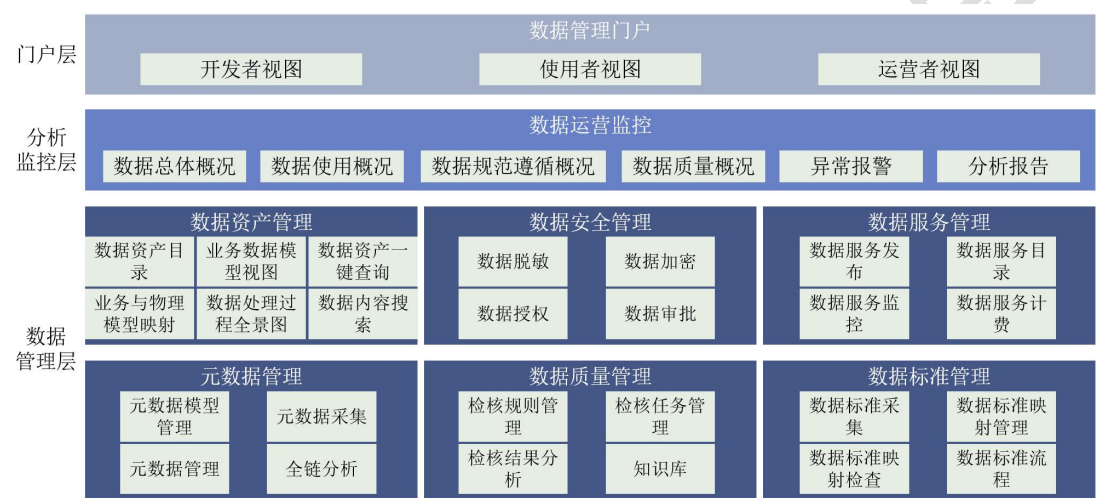 数据管理门户
门户层
开发者视图
使用者视图
运营者视图
数据运营监控
分析
监控层
数据总体概况
数据使用概况
数据规范遵循概况
数据质量概况
异常报警
分析报告
数据
管理层
数据资产管理
数据资产目
录
业务数据模
型视图
数据资产一
键查询
业务与物理
模型映射
数据处理过
程全景图
数据内容搜
索
数据安全管理
数据脱敏
数据加密
数据授权
数据审批
数据服务管理
数据服务发
布
数据服务目
录
数据服务监
控
数据服务计
费
元数据管理
元数据模型
管理
元数据采集
元数据管理
全链分析
数据质量管理
检核规则管
理
检核任务管
理
检核结果分
析
知识库
数据标准管理
数据标准采
集
数据标准映
射管理
数据标准映
射检查
数据标准流
程